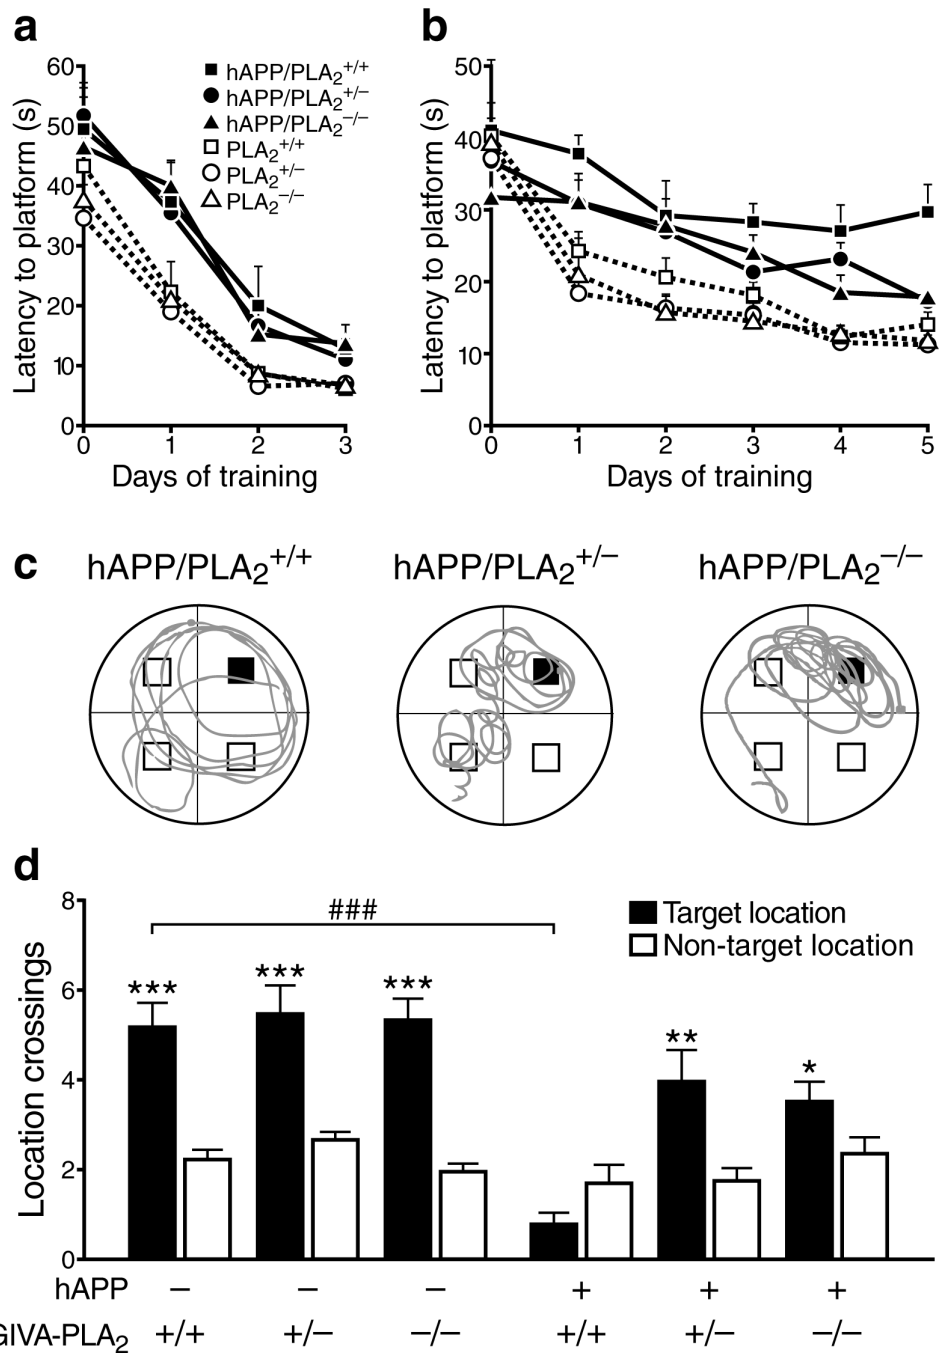 a
b
60
50
40
30
20
10
0
0 1 2 3
Latency to platform (s)
Days of training
hAPP/PLA₂⁺/⁺
hAPP/PLA₂⁺/⁻
hAPP/PLA₂⁻/⁻
PLA₂⁺/⁺
PLA₂⁺/⁻
PLA₂⁻/⁻
50
40
30
20
10
0
0 1 2 3 4 5
Latency to platform (s)
Days of training
c
hAPP/PLA₂⁺/⁺ hAPP/PLA₂⁺/⁻ hAPP/PLA₂⁻/⁻
d
8
6
4
2
0
Location crossings
###
Target location
Non-target location
*** *** *** ** *
hAPP – – – + + +
GIVA-PLA₂ +/+ +/– –/– +/+ +/– –/–